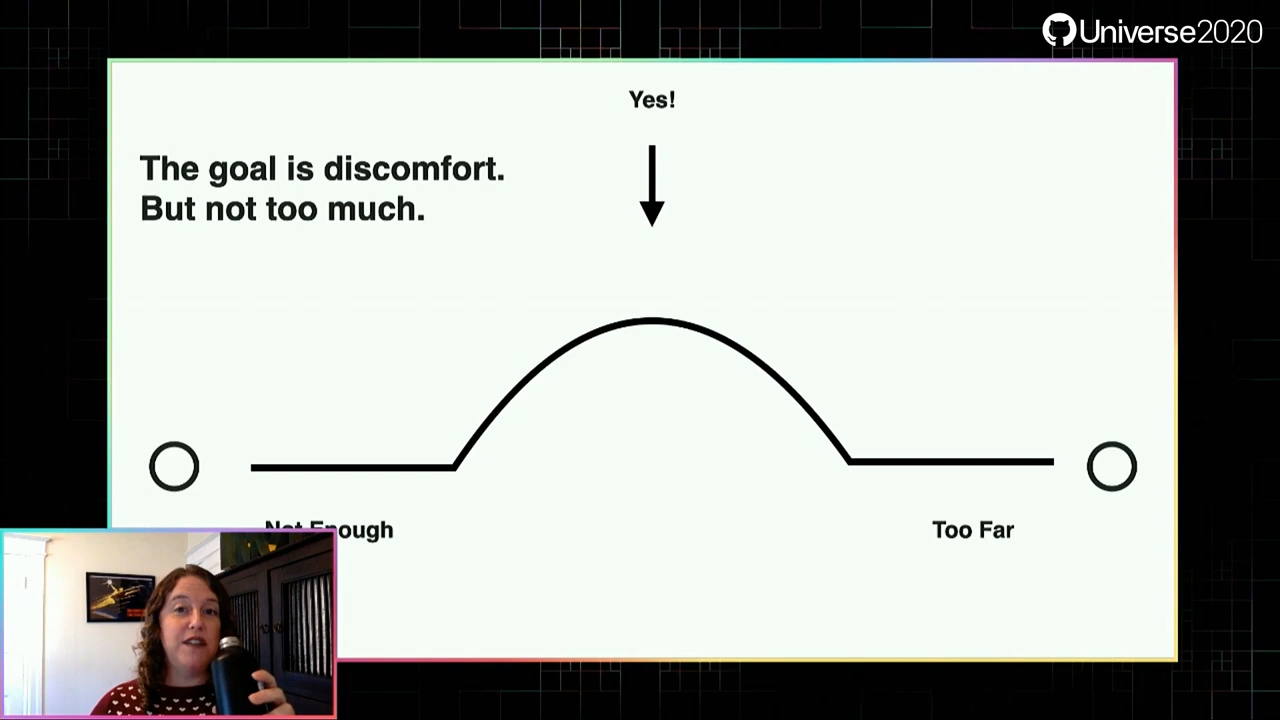 Universe2020
Yes!
The goal is discomfort.
But not too much.
Not Enough
Too Far